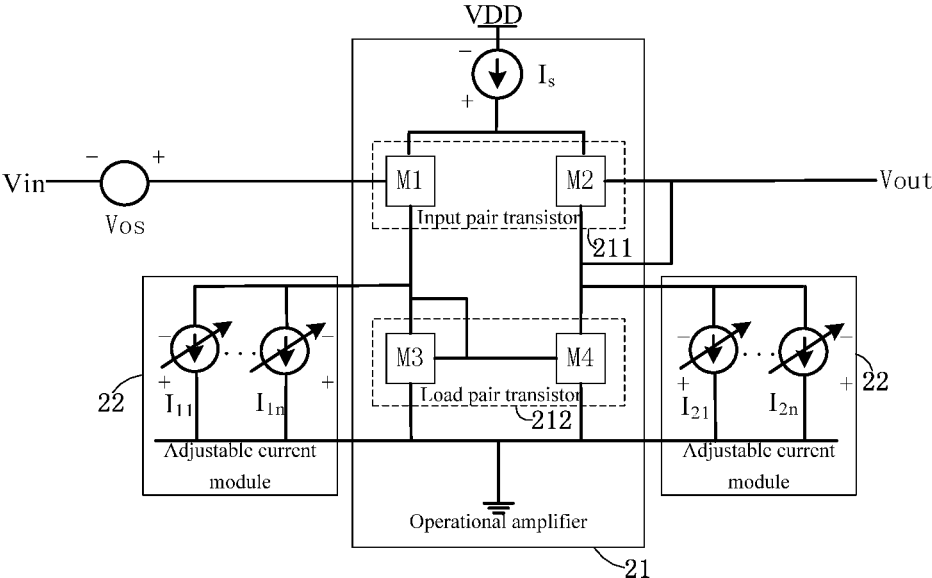 VDD
− + Is
Vin − + Vos
M1 M2 Vout
Input pair transistor
211
− − − −
M3 M4
+ + + +
22 I11 ... I1n
Load pair transistor
212
I21 ... I2n 22
Adjustable current
module
Adjustable current
module
Operational amplifier
21